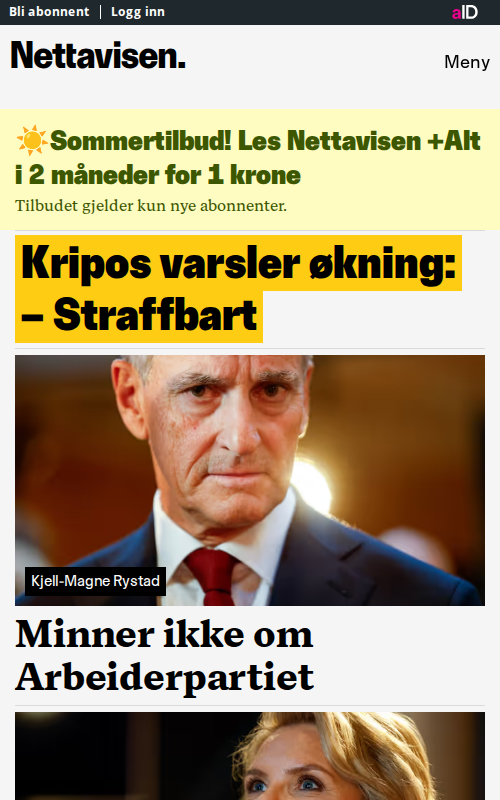 Bli abonnent | Logg inn
aID
Nettavisen.
Meny
☀️Sommertilbud! Les Nettavisen +Alt
i 2 måneder for 1 krone
Tilbudet gjelder kun nye abonnenter.
Kripos varsler økning:
– Straffbart
Kjell-Magne Rystad
Minner ikke om
Arbeiderpartiet